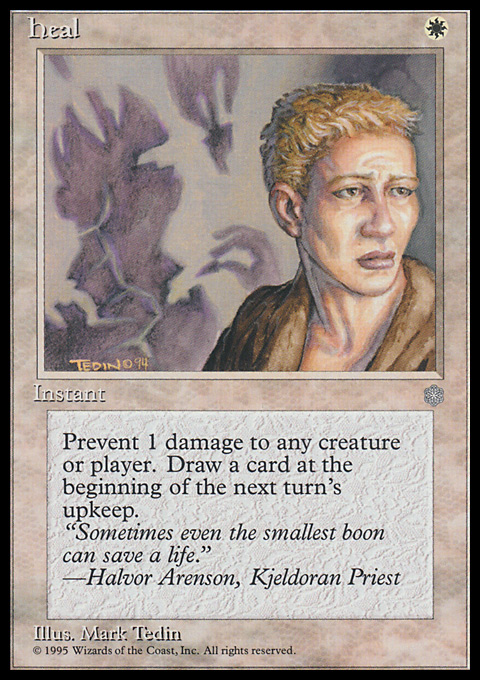 Heal
TEDIN©94
Instant
Prevent 1 damage to any creature
or player. Draw a card at the
beginning of the next turn's
upkeep.
"Sometimes even the smallest boon
can save a life."
—Halvor Arenson, Kjeldoran Priest
Illus. Mark Tedin
© 1995 Wizards of the Coast, Inc. All rights reserved.